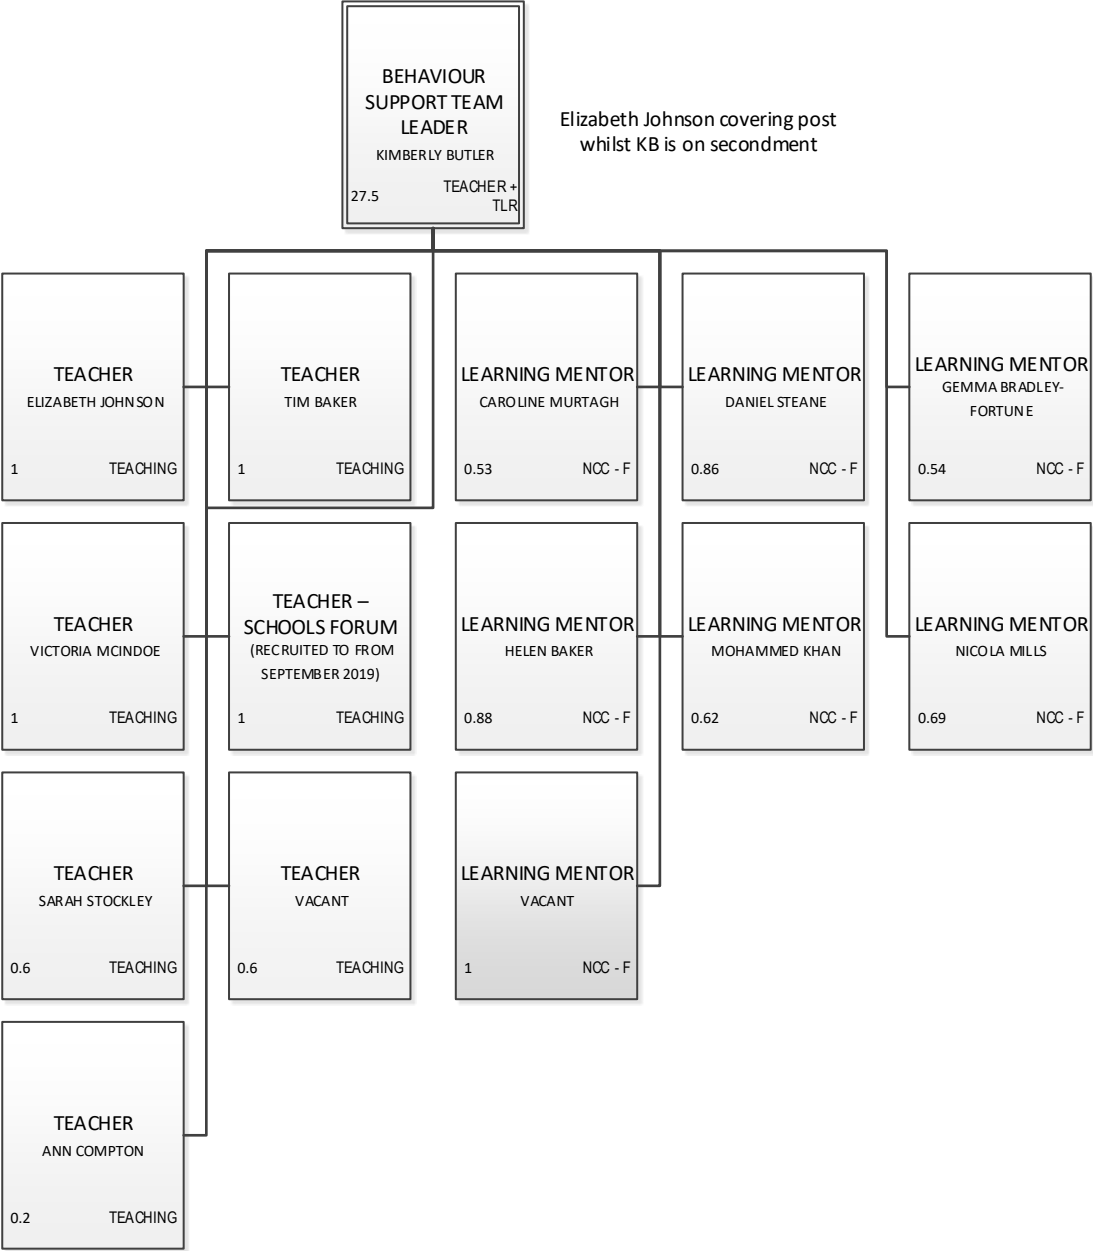 BEHAVIOUR
SUPPORT TEAM
LEADER
KIMBERLY BUTLER
27.5
TEACHER +
TLR
Elizabeth Johnson covering post
whilst KB is on secondment
TEACHER
ELIZABETH JOHNSON
1
TEACHING
TEACHER
TIM BAKER
1
TEACHING
LEARNING MENTOR
CAROLINE MURTAGH
0.53
NCC - F
LEARNING MENTOR
DANIEL STEANE
0.86
NCC - F
LEARNING MENTOR
GEMMA BRADLEY-
FORTUNE
0.54
NCC - F
TEACHER
VICTORIA MCINDOE
1
TEACHING
TEACHER –
SCHOOLS FORUM
(RECRUITED TO FROM
SEPTEMBER 2019)
1
TEACHING
LEARNING MENTOR
HELEN BAKER
0.88
NCC - F
LEARNING MENTOR
MOHAMMED KHAN
0.62
NCC - F
LEARNING MENTOR
NICOLA MILLS
0.69
NCC - F
TEACHER
SARAH STOCKLEY
0.6
TEACHING
TEACHER
VACANT
0.6
TEACHING
LEARNING MENTOR
VACANT
1
NCC - F
TEACHER
ANN COMPTON
0.2
TEACHING